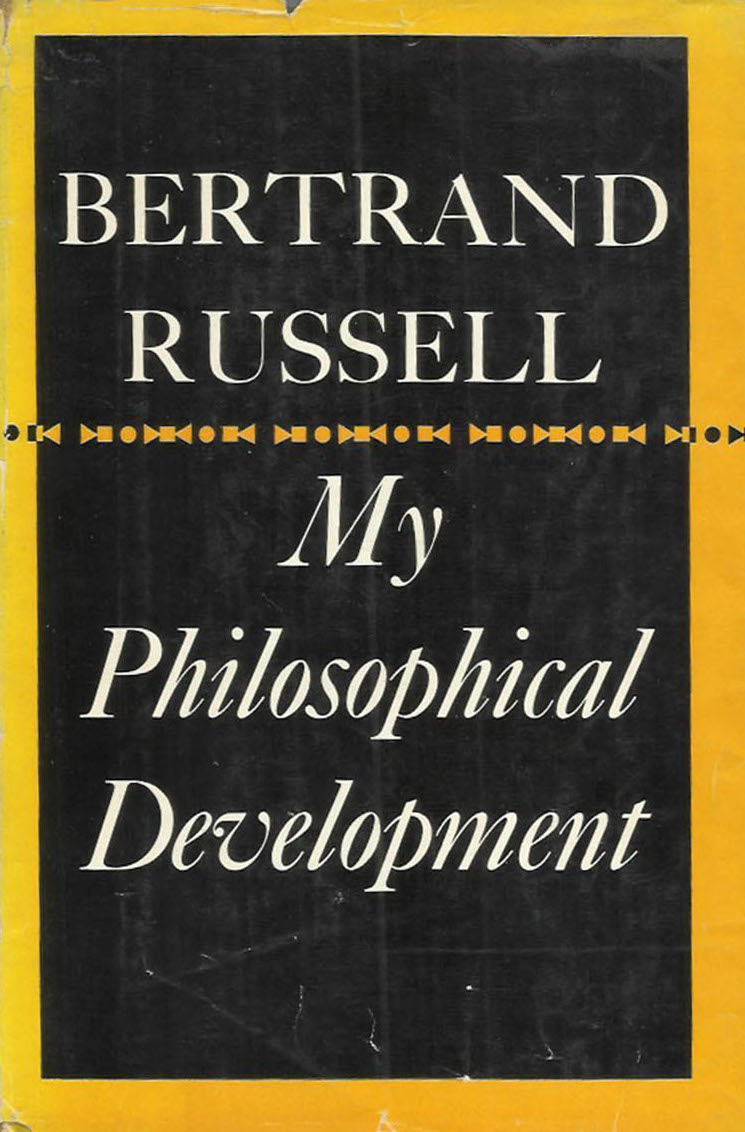 BERTRAND
RUSSELL
My
Philosophical
Development